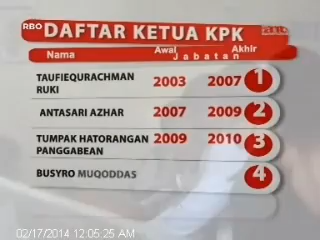 RBO DAFTAR KETUA KPK
Awal Akhir
Nama Jabatan
TAUFIEQURACHMAN 2003 2007 1
RUKI
ANTASARI AZHAR 2007 2009 2
TUMPAK HATORANGAN 2009 2010 3
PANGGABEAN
BUSYRO MUQODDAS 4
02/17/2014 12:05:25 AM